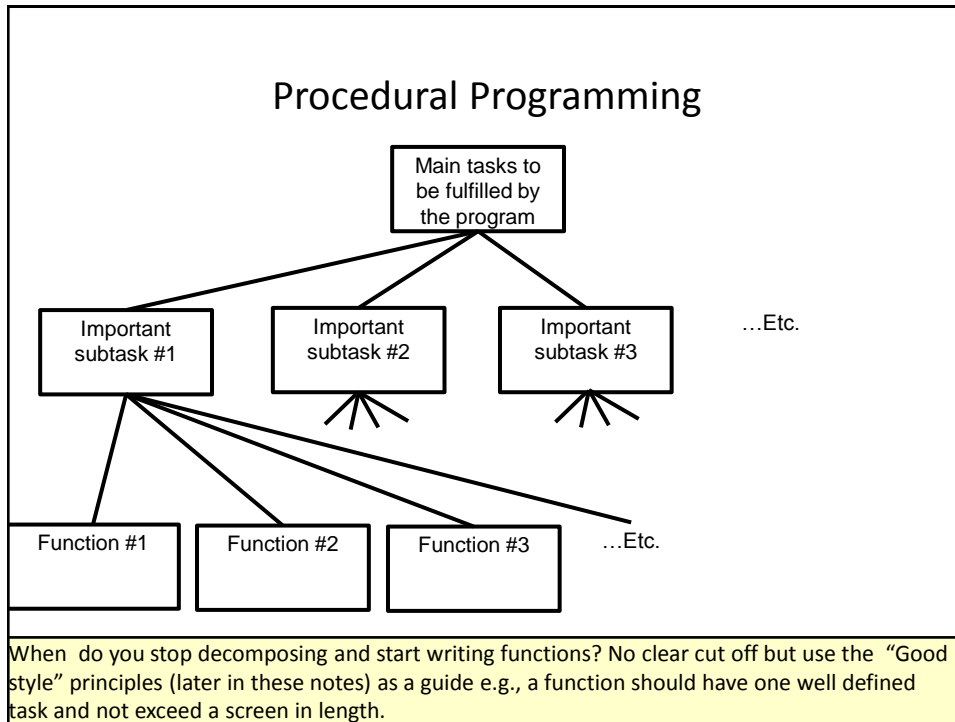 Procedural Programming
Main tasks to
be fulfilled by
the program
Important
subtask #1
Important
subtask #2
Important
subtask #3
…Etc.
Function #1
Function #2
Function #3
…Etc.
When  do you stop decomposing and start writing functions? No clear cut off but use the  “Good
style” principles (later in these notes) as a guide e.g., a function should have one well defined
task and not exceed a screen in length.